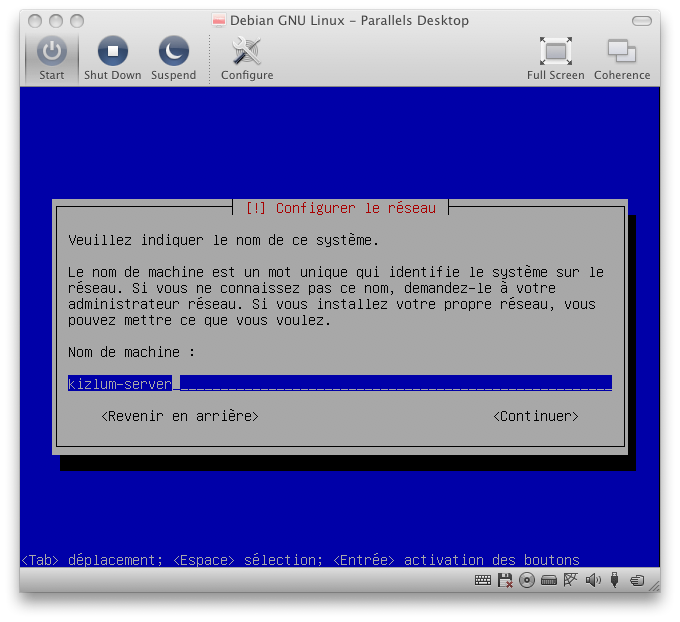 Debian GNU Linux – Parallels Desktop
Start Shut Down Suspend Configure Full Screen Coherence
[!] Configurer le réseau
Veuillez indiquer le nom de ce système.
Le nom de machine est un mot unique qui identifie le système sur le
réseau. Si vous ne connaissez pas ce nom, demandez-le à votre
administrateur réseau. Si vous installez votre propre réseau, vous
pouvez mettre ce que vous voulez.
Nom de machine :
kizlum-server
<Revenir en arrière> <Continuer>
<Tab> déplacement; <Espace> sélection; <Entrée> activation des boutons